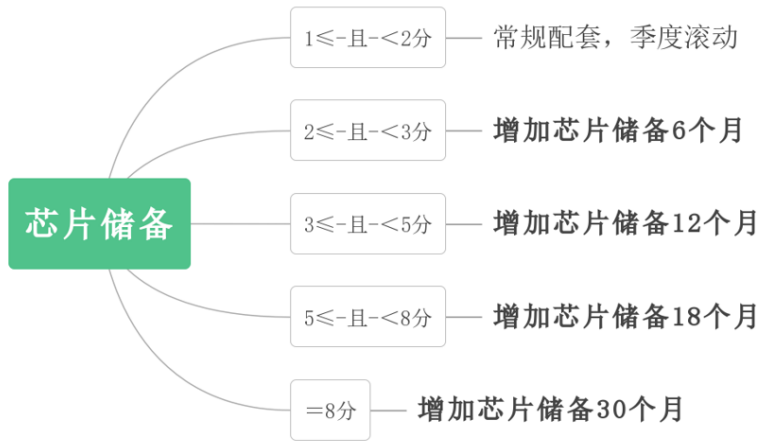 芯片储备
1≤-且-<2分
常规配套，季度滚动
2≤-且-<3分
增加芯片储备6个月
3≤-且-<5分
增加芯片储备12个月
5≤-且-<8分
增加芯片储备18个月
=8分
增加芯片储备30个月